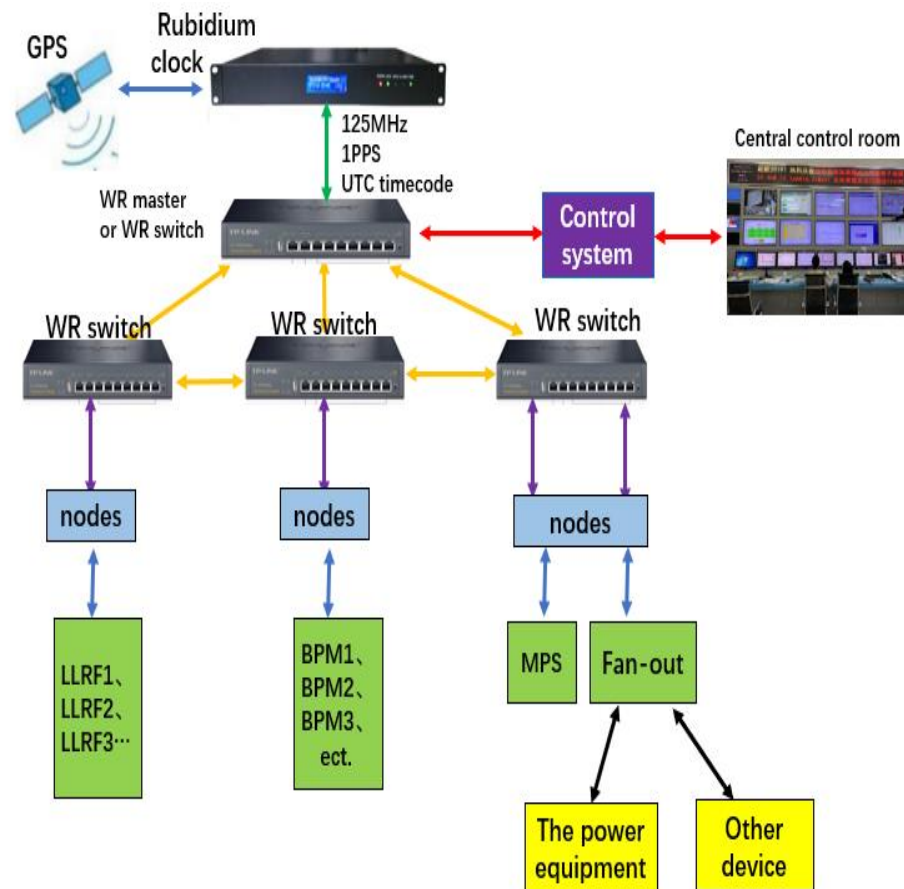 GPS
Rubidium
clock
125MHz
1PPS
UTC timecode
WR master
or WR switch
Central control room
Control
system
WR switch
WR switch
WR switch
nodes
nodes
nodes
LLRF1、
LLRF2、
LLRF3…
BPM1、
BPM2、
BPM3、
ect.
MPS
Fan-out
The power
equipment
Other
device